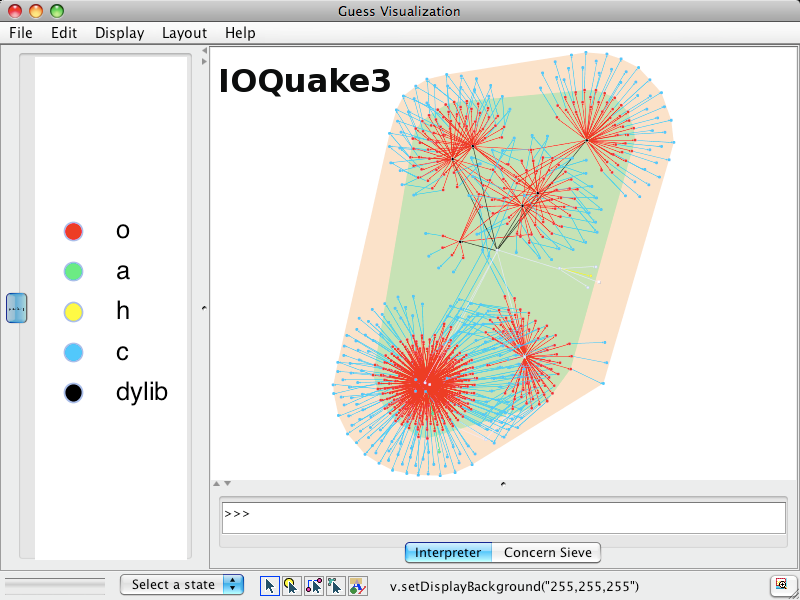 Guess Visualization
File Edit Display Layout Help
IOQuake3
o
a
h
c
dylib
>>>
Interpreter Concern Sieve
Select a state v.setDisplayBackground("255,255,255")